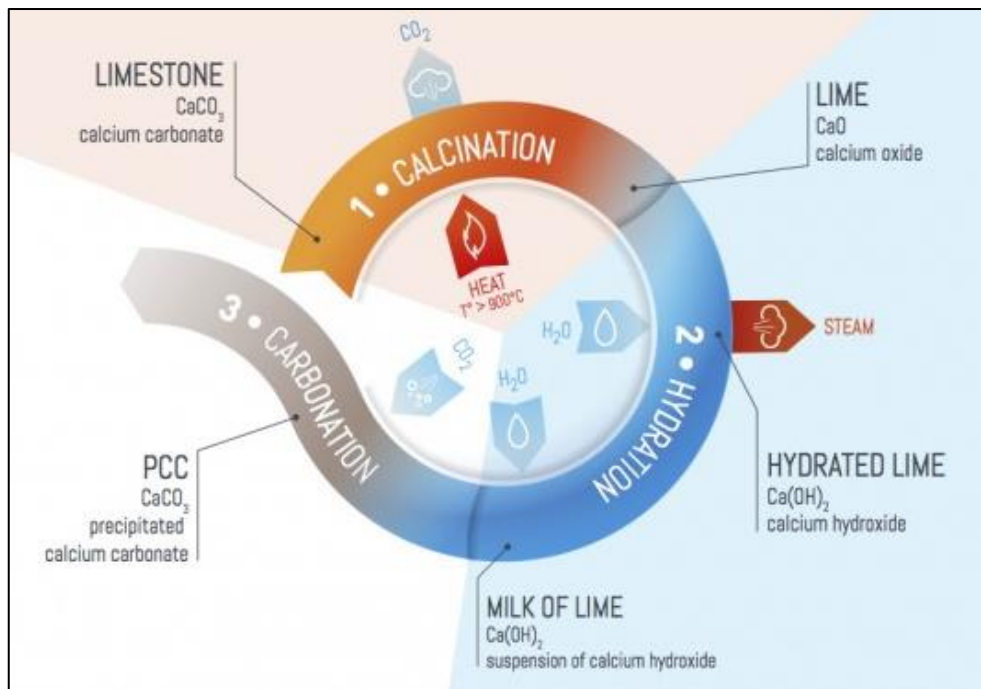 CO₂
LIMESTONE
CaCO₃
calcium carbonate
LIME
CaO
calcium oxide
1 • CALCINATION
HEAT
T° > 900°C
H₂O
2 • HYDRATION
STEAM
H₂O
CO₂
3 • CARBONATION
HYDRATED LIME
Ca(OH)₂
calcium hydroxide
PCC
CaCO₃
precipitated
calcium carbonate
MILK OF LIME
Ca(OH)₂
suspension of calcium hydroxide